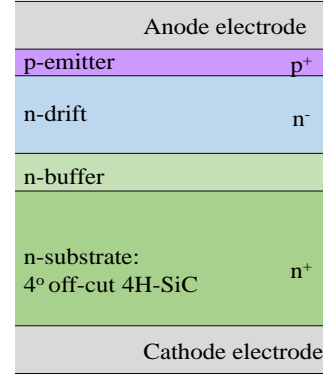 Anode electrode
p-emitter p⁺
n-drift n⁻
n-buffer
n-substrate:
4° off-cut 4H-SiC n⁺
Cathode electrode